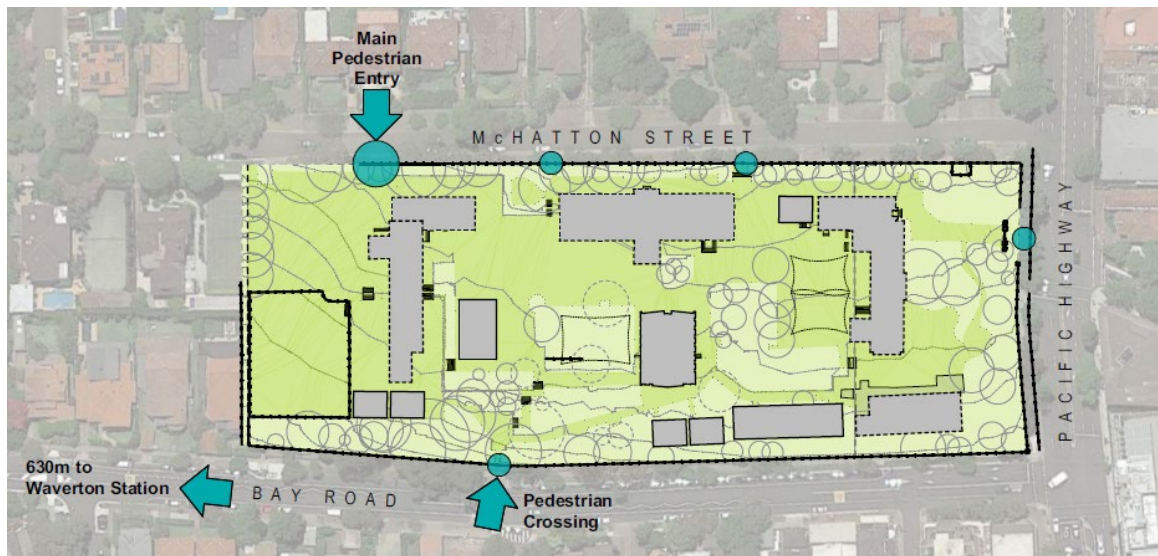 Main
Pedestrian
Entry
McHATTON STREET
PACIFIC HIGHWAY
630m to
Waverton Station
BAY ROAD
Pedestrian
Crossing